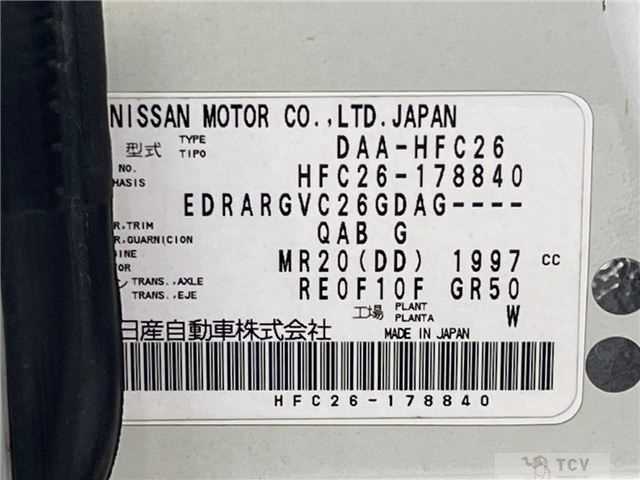 NISSAN MOTOR CO.,LTD.JAPAN
型式 TYPE TIPO DAA-HFC26
NO. HASIS HFC26-178840
EDRARGVC26GDAG----
R,TRIM R,GUARNICION QAB G
INE TOR MR20(DD) 1997 CC
ン TRANS.,AXLE TRANS.,EJE RE0F10F GR50
工場 PLANT PLANTA W
日産自動車株式会社 MADE IN JAPAN
HFC26-178840
TCV